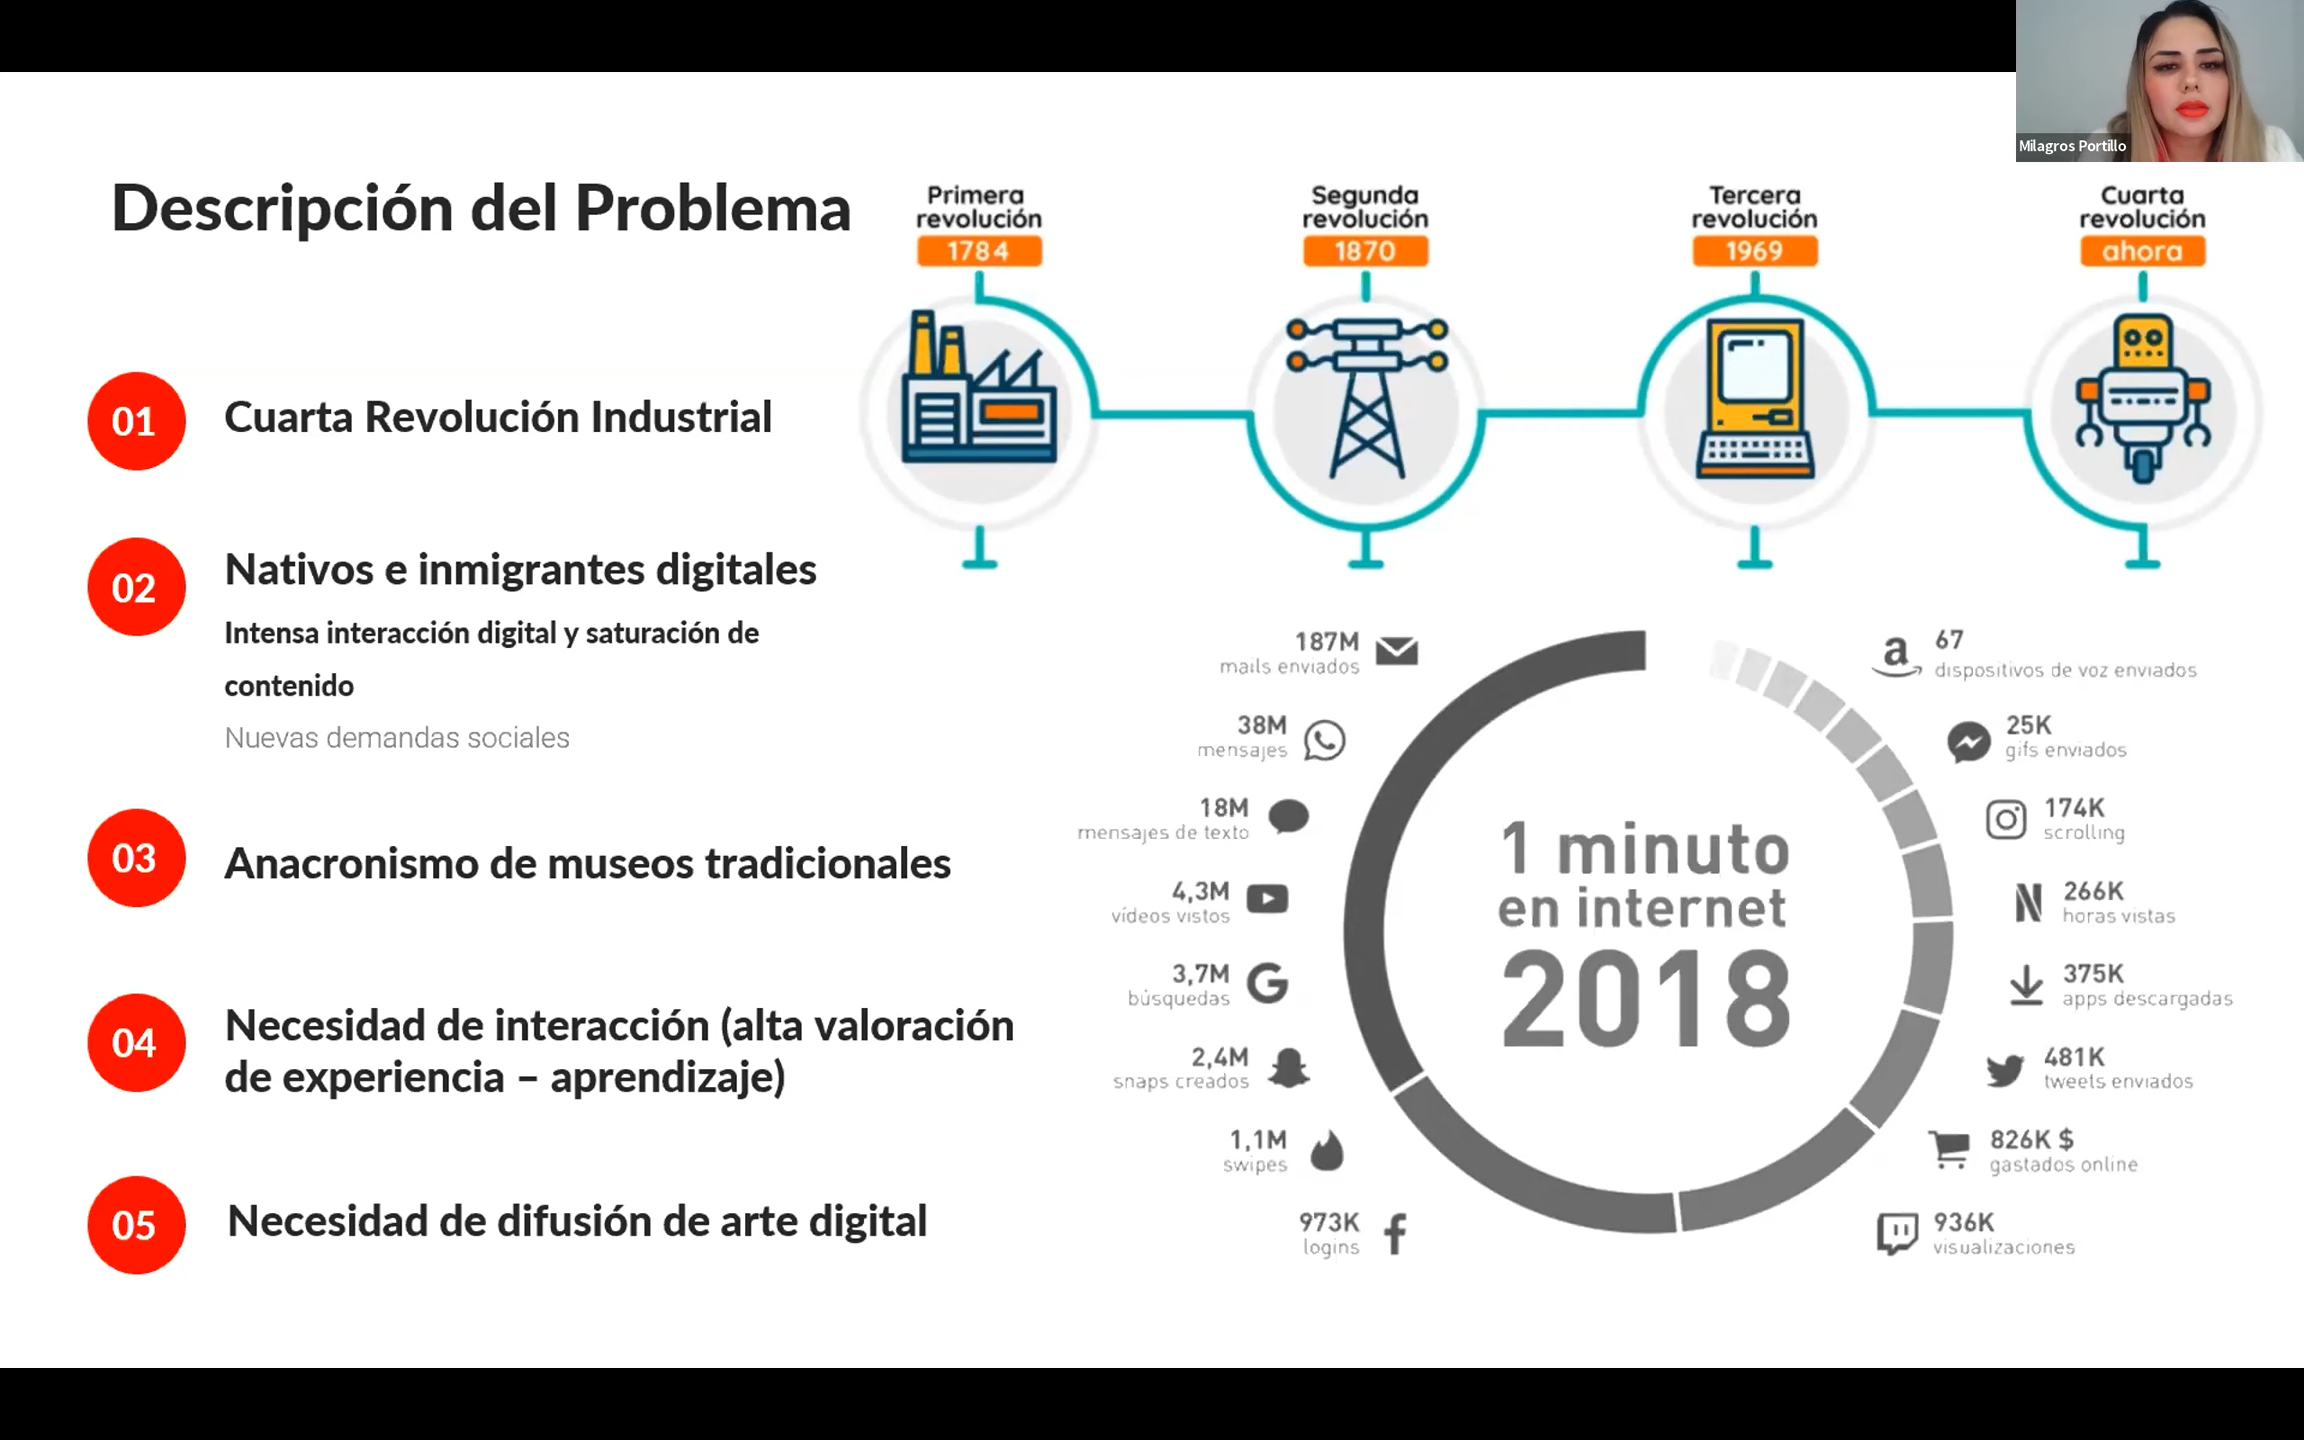 Milagros Portillo
Descripción del Problema
Primera
revolución
1784
Segunda
revolución
1870
Tercera
revolución
1969
Cuarta
revolución
ahora
01
Cuarta Revolución Industrial
02
Nativos e inmigrantes digitales
Intensa interacción digital y saturación de
contenido
Nuevas demandas sociales
03
Anacronismo de museos tradicionales
04
Necesidad de interacción (alta valoración
de experiencia – aprendizaje)
05
Necesidad de difusión de arte digital
187M
mails enviados
38M
mensajes
18M
mensajes de texto
4,3M
vídeos vistos
3,7M
búsquedas
2,4M
snaps creados
1,1M
swipes
973K
logins
1 minuto
en internet
2018
67
dispositivos de voz enviados
25K
gifs enviados
174K
scrolling
266K
horas vistas
375K
apps descargadas
481K
tweets enviados
826K $
gastados online
936K
visualizaciones